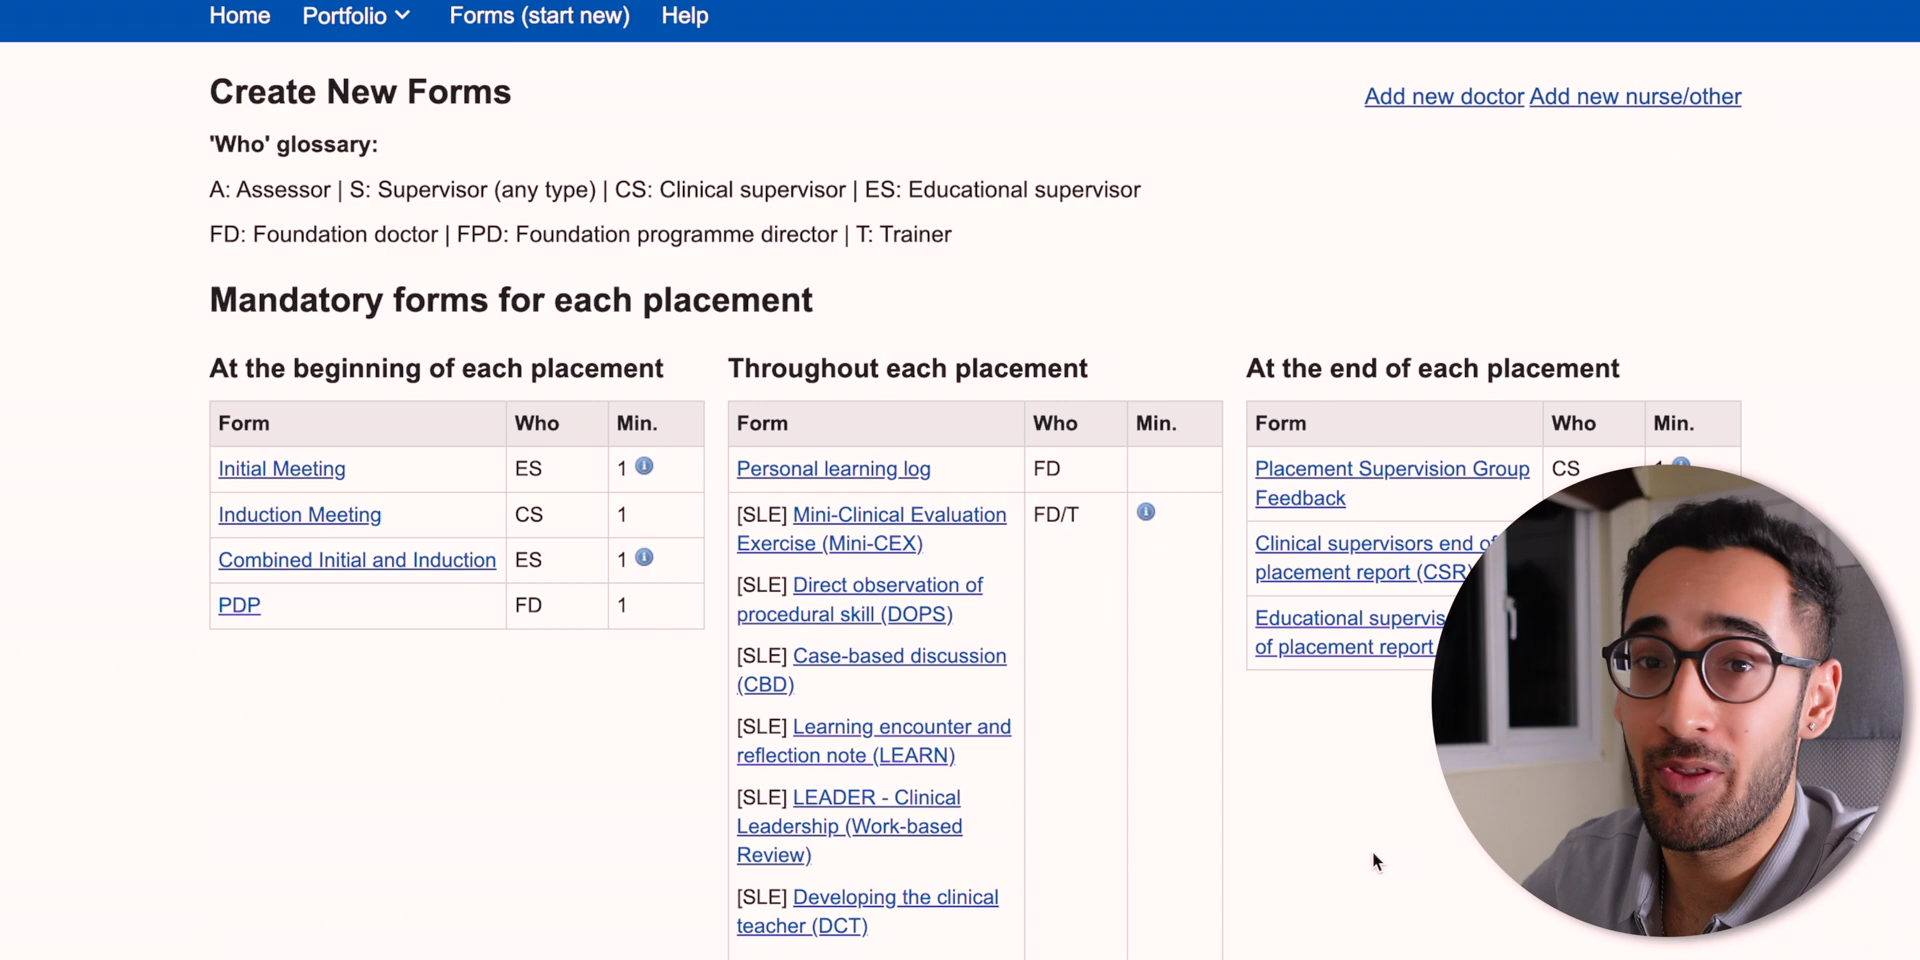 Home Portfolio Forms (start new) Help
Create New Forms
Add new doctor Add new nurse/other
'Who' glossary:
A: Assessor | S: Supervisor (any type) | CS: Clinical supervisor | ES: Educational supervisor
FD: Foundation doctor | FPD: Foundation programme director | T: Trainer
Mandatory forms for each placement
At the beginning of each placement
Form Who Min.
Initial Meeting ES 1
Induction Meeting CS 1
Combined Initial and Induction ES 1
PDP FD 1
Throughout each placement
Form Who Min.
Personal learning log FD
[SLE] Mini-Clinical Evaluation FD/T
Exercise (Mini-CEX)
[SLE] Direct observation of
procedural skill (DOPS)
[SLE] Case-based discussion
(CBD)
[SLE] Learning encounter and
reflection note (LEARN)
[SLE] LEADER - Clinical
Leadership (Work-based
Review)
[SLE] Developing the clinical
teacher (DCT)
At the end of each placement
Form Who Min.
Placement Supervision Group CS
Feedback
Clinical supervisors end of
placement report (CSR)
Educational
of placement report